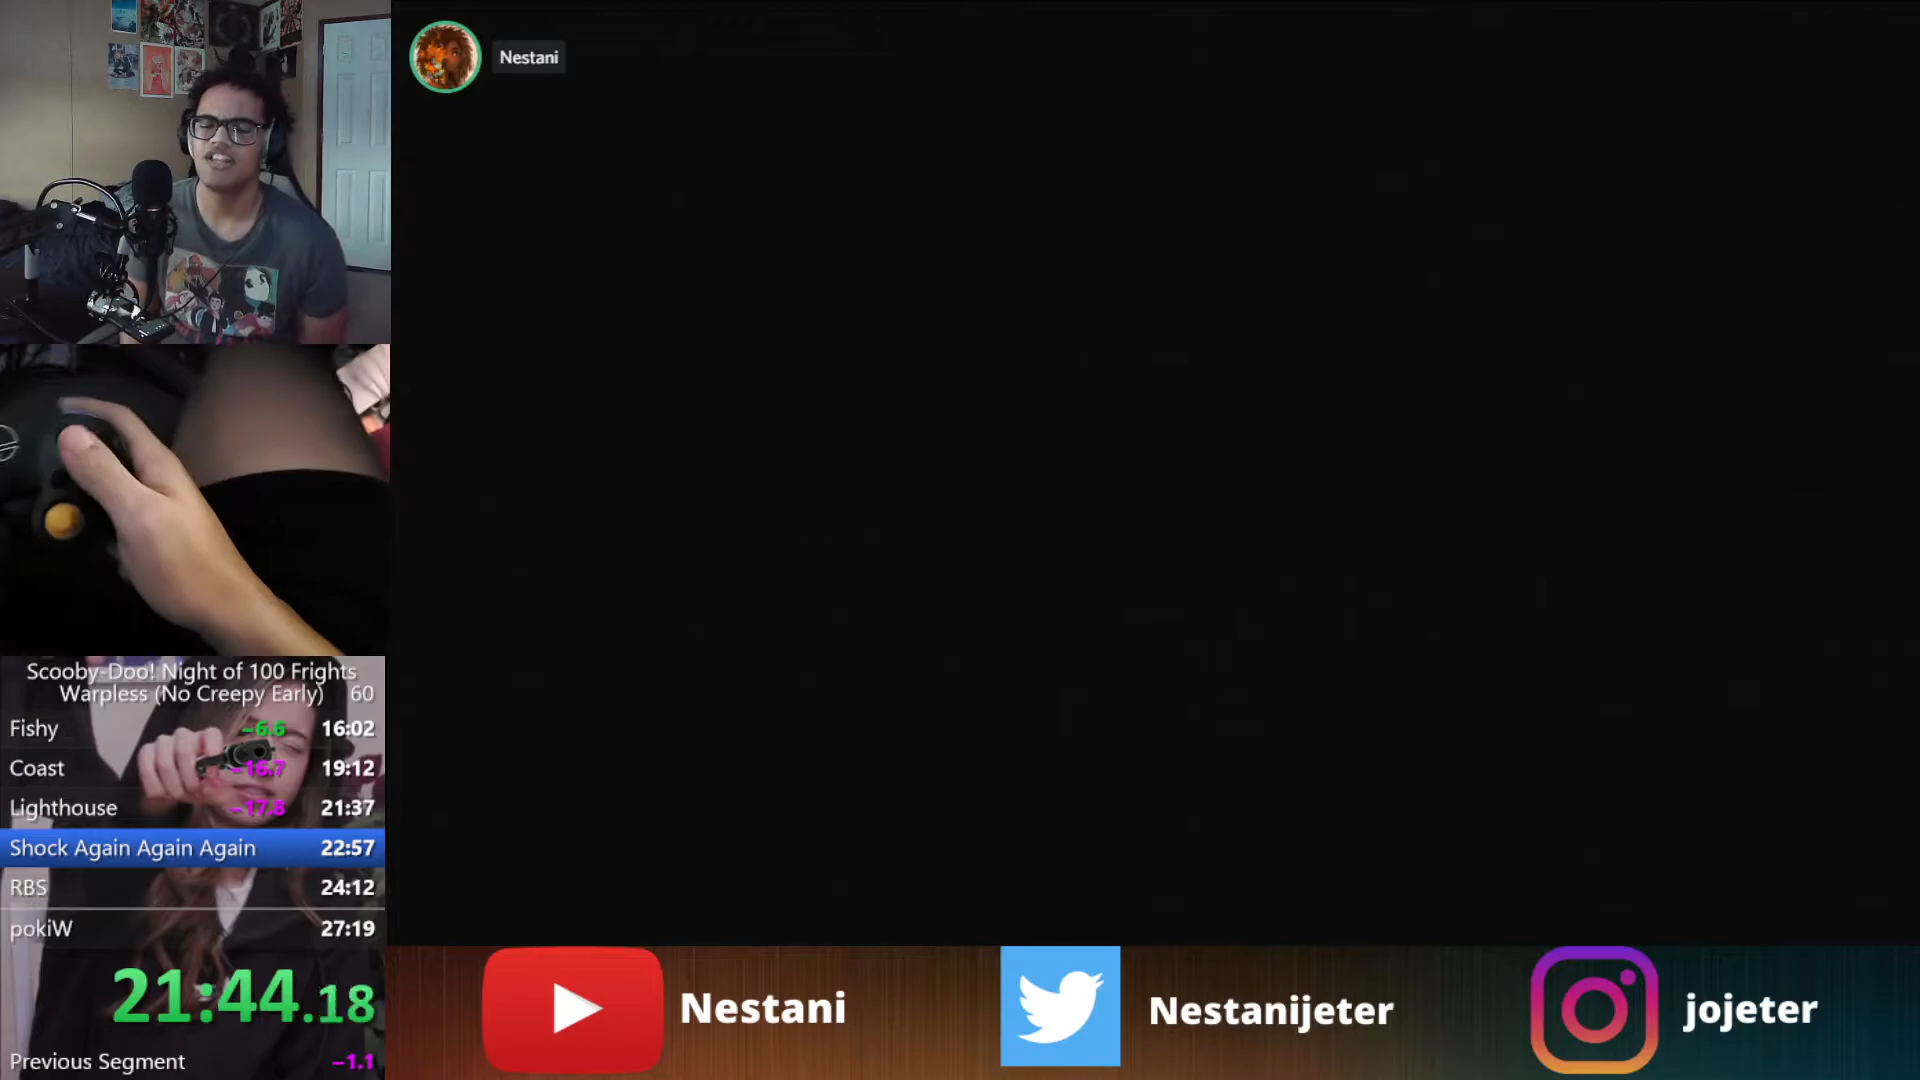 Nestani
Scooby-Doo! Night of 100 Frights
Warpless (No Creepy Early) 60
Fishy -6.6 16:02
Coast -16.7 19:12
Lighthouse -17.8 21:37
Shock Again Again Again 22:57
RBS 24:12
pokiW 27:19
21:44.18
Previous Segment -1.1
Nestani
Nestanijeter
jojeter